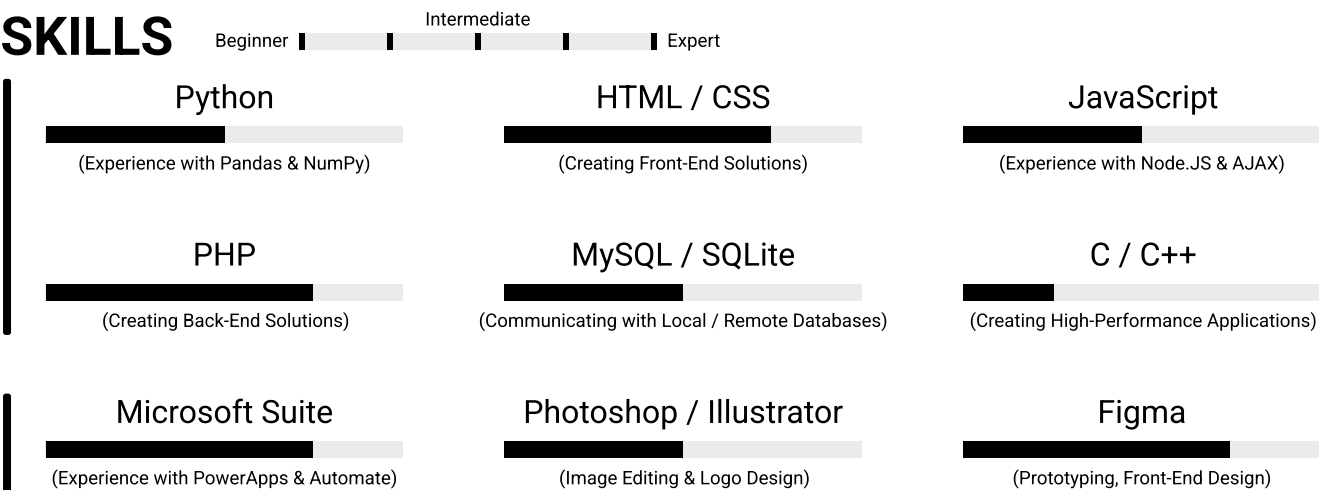 SKILLS
Beginner
Intermediate
Expert
Python
HTML / CSS
JavaScript
(Experience with Pandas & NumPy)
(Creating Front-End Solutions)
(Experience with Node.JS & AJAX)
PHP
MySQL / SQLite
C / C++
(Creating Back-End Solutions)
(Communicating with Local / Remote Databases)
(Creating High-Performance Applications)
Microsoft Suite
Photoshop / Illustrator
Figma
(Experience with PowerApps & Automate)
(Image Editing & Logo Design)
(Prototyping, Front-End Design)